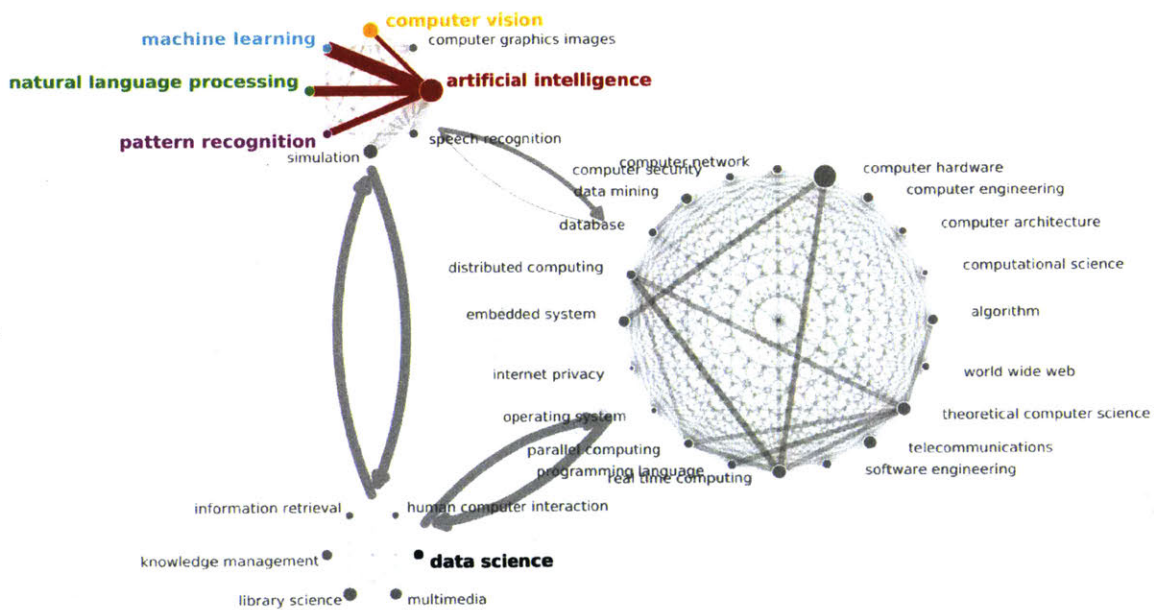 computer vision
machine learning
computer graphics images
natural language processing
artificial intelligence
pattern recognition
speech recognition
simulation
computer network
computer security
computer hardware
data mining
computer engineering
database
computer architecture
distributed computing
computational science
embedded system
algorithm
internet privacy
world wide web
operating system
theoretical computer science
parallel computing
telecommunications
programming language
real time computing
software engineering
information retrieval
human computer interaction
knowledge management
data science
library science
multimedia